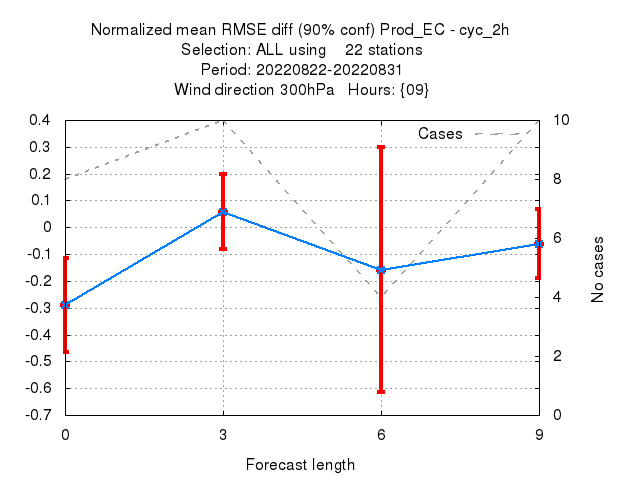 Normalized mean RMSE diff (90% conf) Prod_EC - cyc_2h
Selection: ALL using    22 stations
Period: 20220822-20220831
Wind direction 300hPa   Hours: {09}
Cases
0.4
0.3
0.2
0.1
0
-0.1
-0.2
-0.3
-0.4
-0.5
-0.6
-0.7
10
8
6
4
2
0
No cases
0 3 6 9
Forecast length